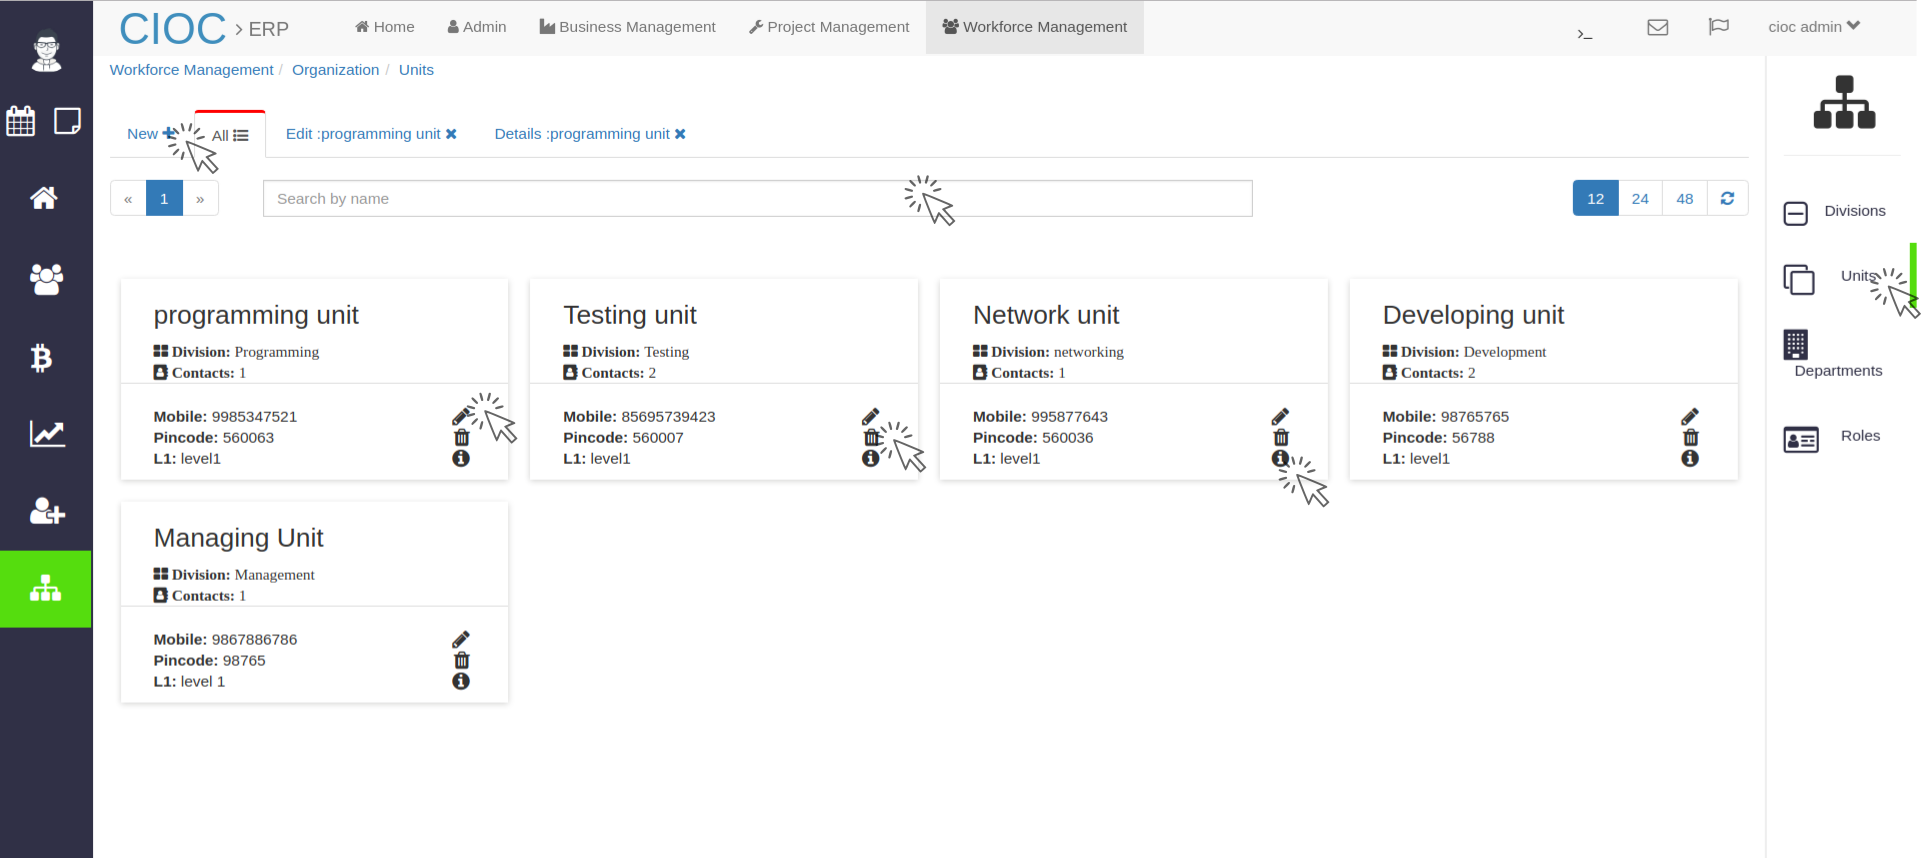 CIOC > ERP
Home
Admin
Business Management
Project Management
Workforce Management
>_
cioc admin
Workforce Management / Organization / Units
New
All
Edit :programming unit
Details :programming unit
« 1 »
Search by name
12 24 48
Divisions
Units
Departments
Roles
programming unit
Division: Programming
Contacts: 1
Mobile: 9985347521
Pincode: 560063
L1: level1
Testing unit
Division: Testing
Contacts: 2
Mobile: 85695739423
Pincode: 560007
L1: level1
Network unit
Division: networking
Contacts: 1
Mobile: 995877643
Pincode: 560036
L1: level1
Developing unit
Division: Development
Contacts: 2
Mobile: 98765765
Pincode: 56788
L1: level1
Managing Unit
Division: Management
Contacts: 1
Mobile: 9867886786
Pincode: 98765
L1: level 1